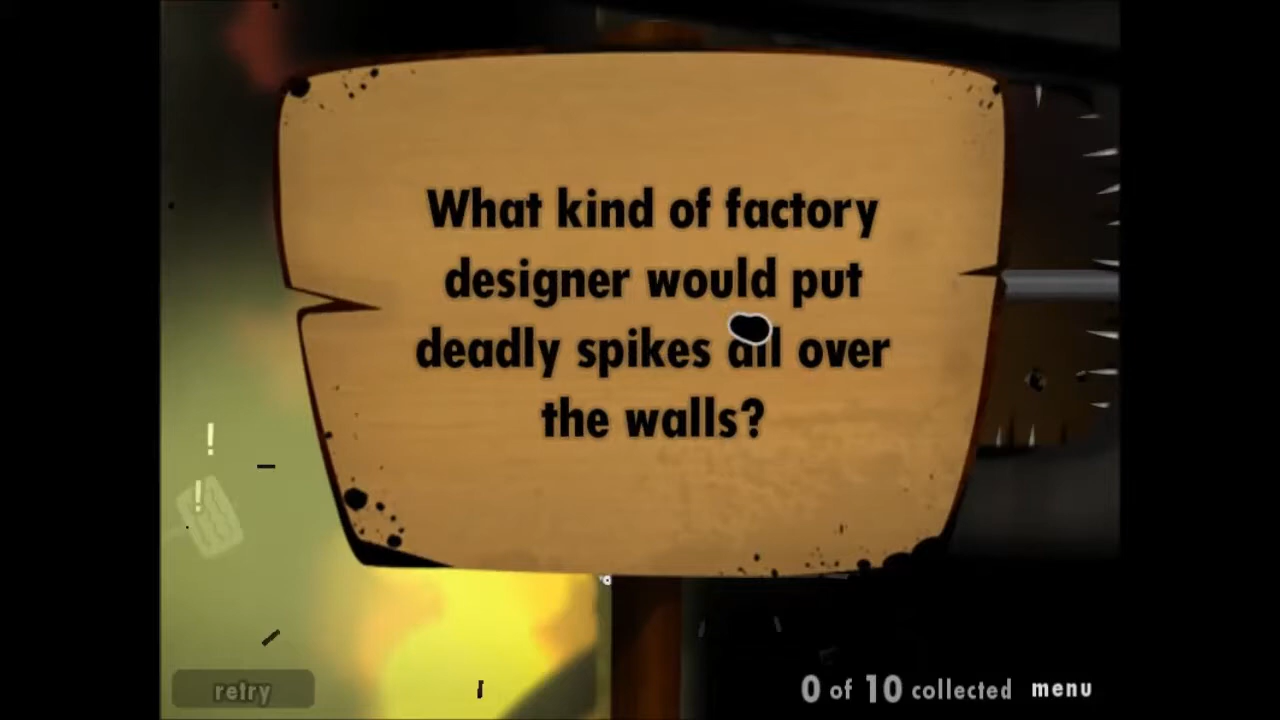 What kind of factory
designer would put
deadly spikes all over
the walls?
!
!
retry
0 of 10 collected menu